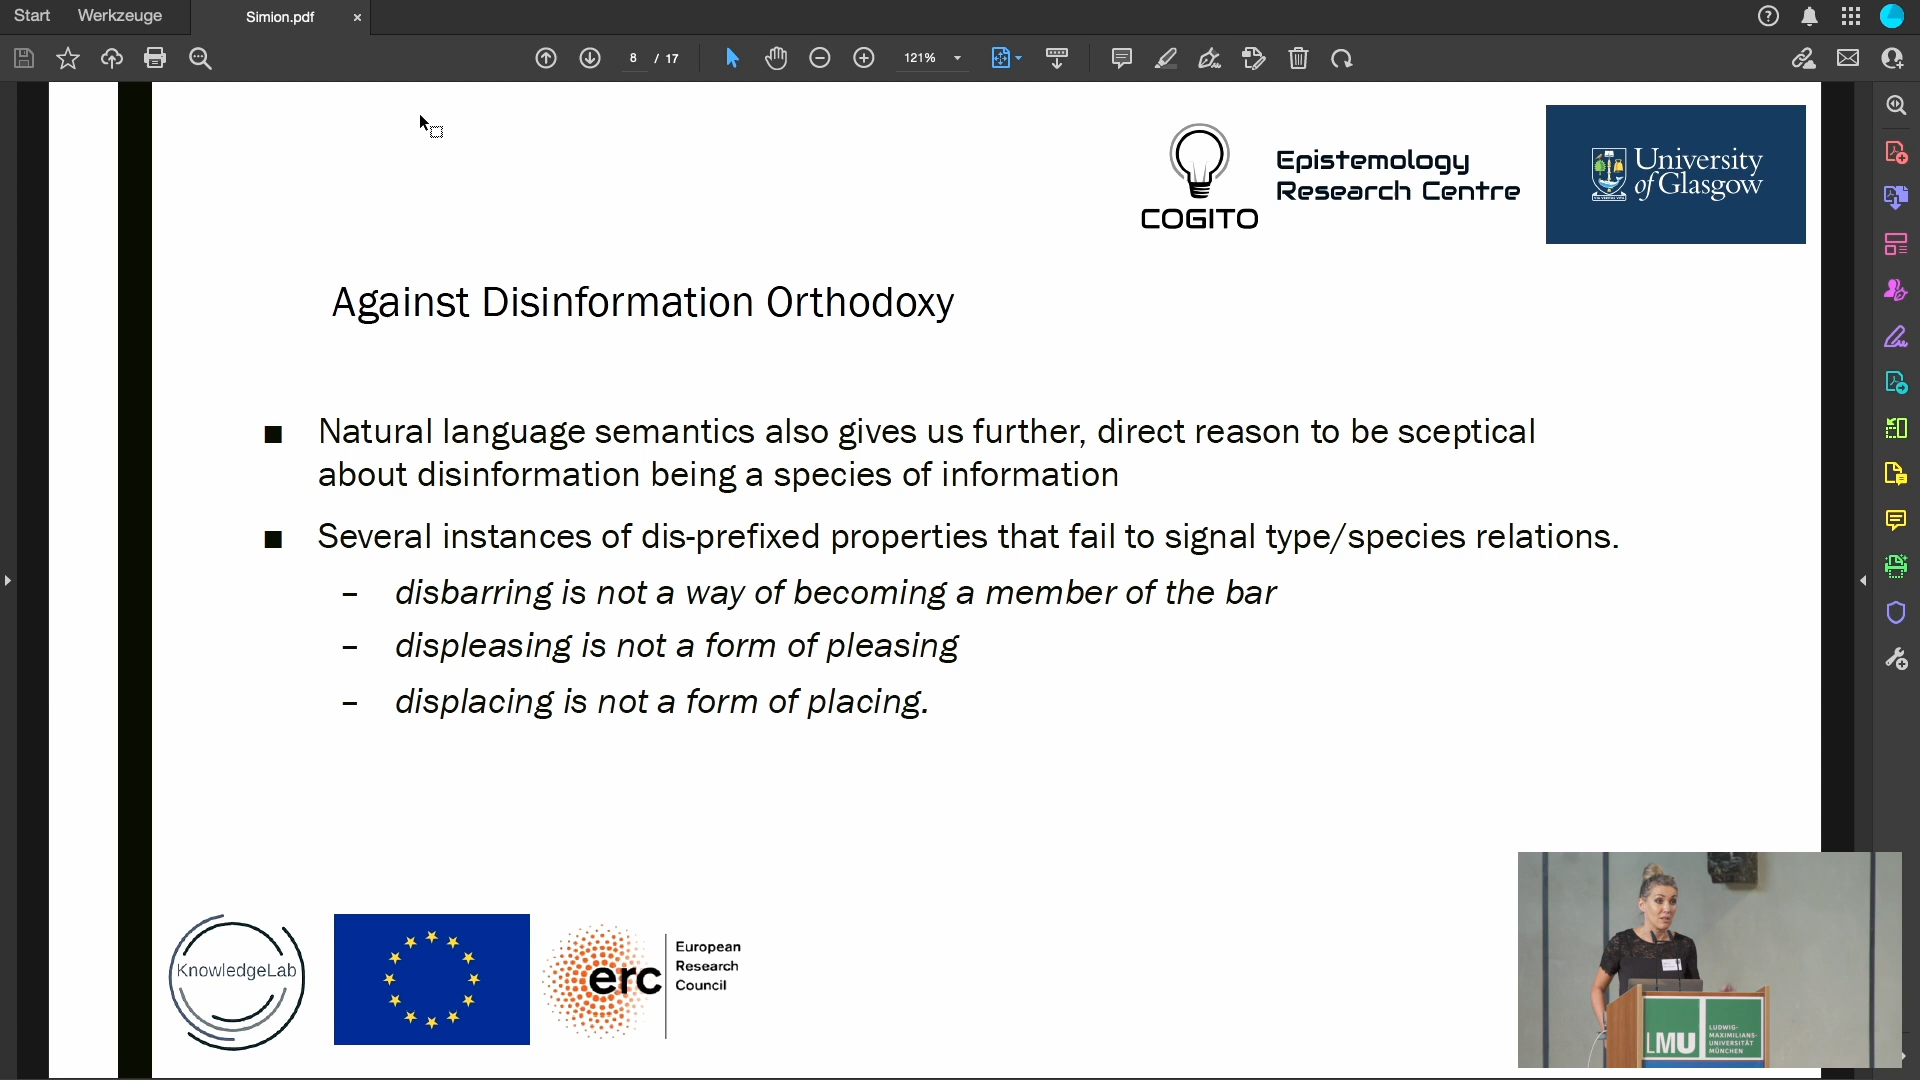 Start Werkzeuge Simion.pdf ×
8 / 17 121%
COGITO
Epistemology
Research Centre
University
of Glasgow
Against Disinformation Orthodoxy
■ Natural language semantics also gives us further, direct reason to be sceptical
about disinformation being a species of information
■ Several instances of dis-prefixed properties that fail to signal type/species relations.
– disbarring is not a way of becoming a member of the bar
– displeasing is not a form of pleasing
– displacing is not a form of placing.
KnowledgeLab
erc
European
Research
Council
LMU
LUDWIG-
MAXIMILIANS-
UNIVERSITÄT
MÜNCHEN